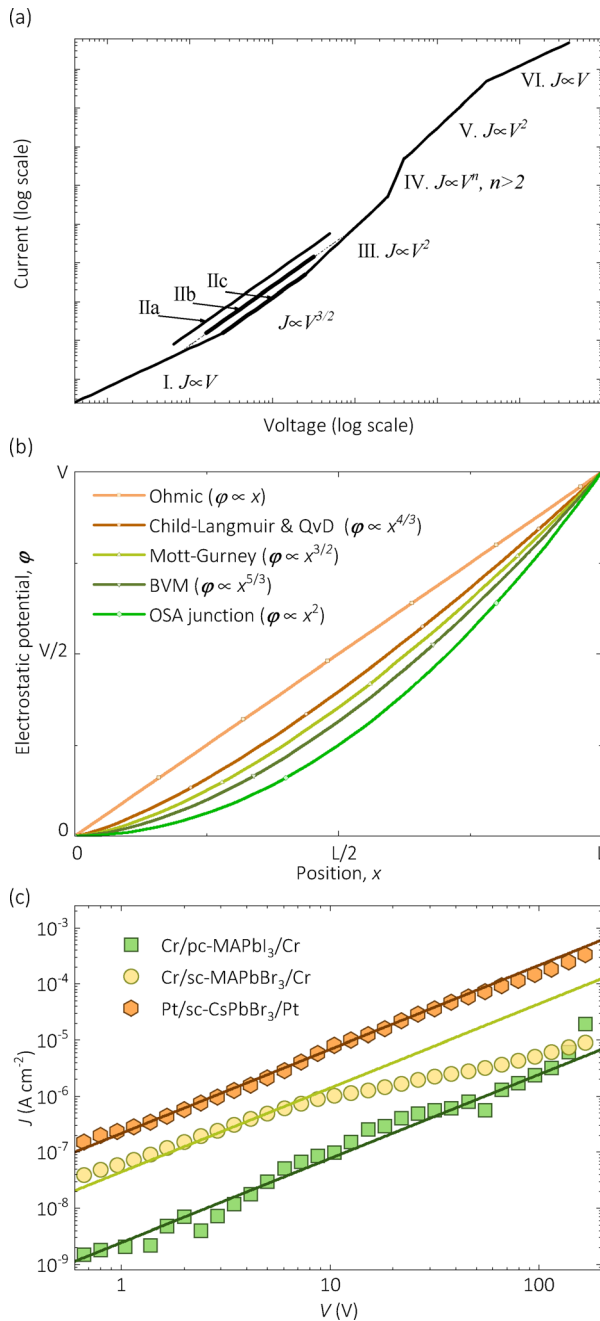 (a)
Current (log scale)
VI. J∝V
V. J∝V²
IV. J∝Vⁿ, n>2
III. J∝V²
IIc
IIb
IIa
J∝V^3/2
I. J∝V
Voltage (log scale)
(b)
Electrostatic potential, φ
V
V/2
0
Ohmic (φ ∝ x)
Child-Langmuir & QvD (φ ∝ x^4/3)
Mott-Gurney (φ ∝ x^3/2)
BVM (φ ∝ x^5/3)
OSA junction (φ ∝ x²)
0
L/2
L
Position, x
(c)
J (A cm⁻²)
10⁻³
10⁻⁴
10⁻⁵
10⁻⁶
10⁻⁷
10⁻⁸
10⁻⁹
Cr/pc-MAPbI₃/Cr
Cr/sc-MAPbBr₃/Cr
Pt/sc-CsPbBr₃/Pt
1
10
100
V (V)